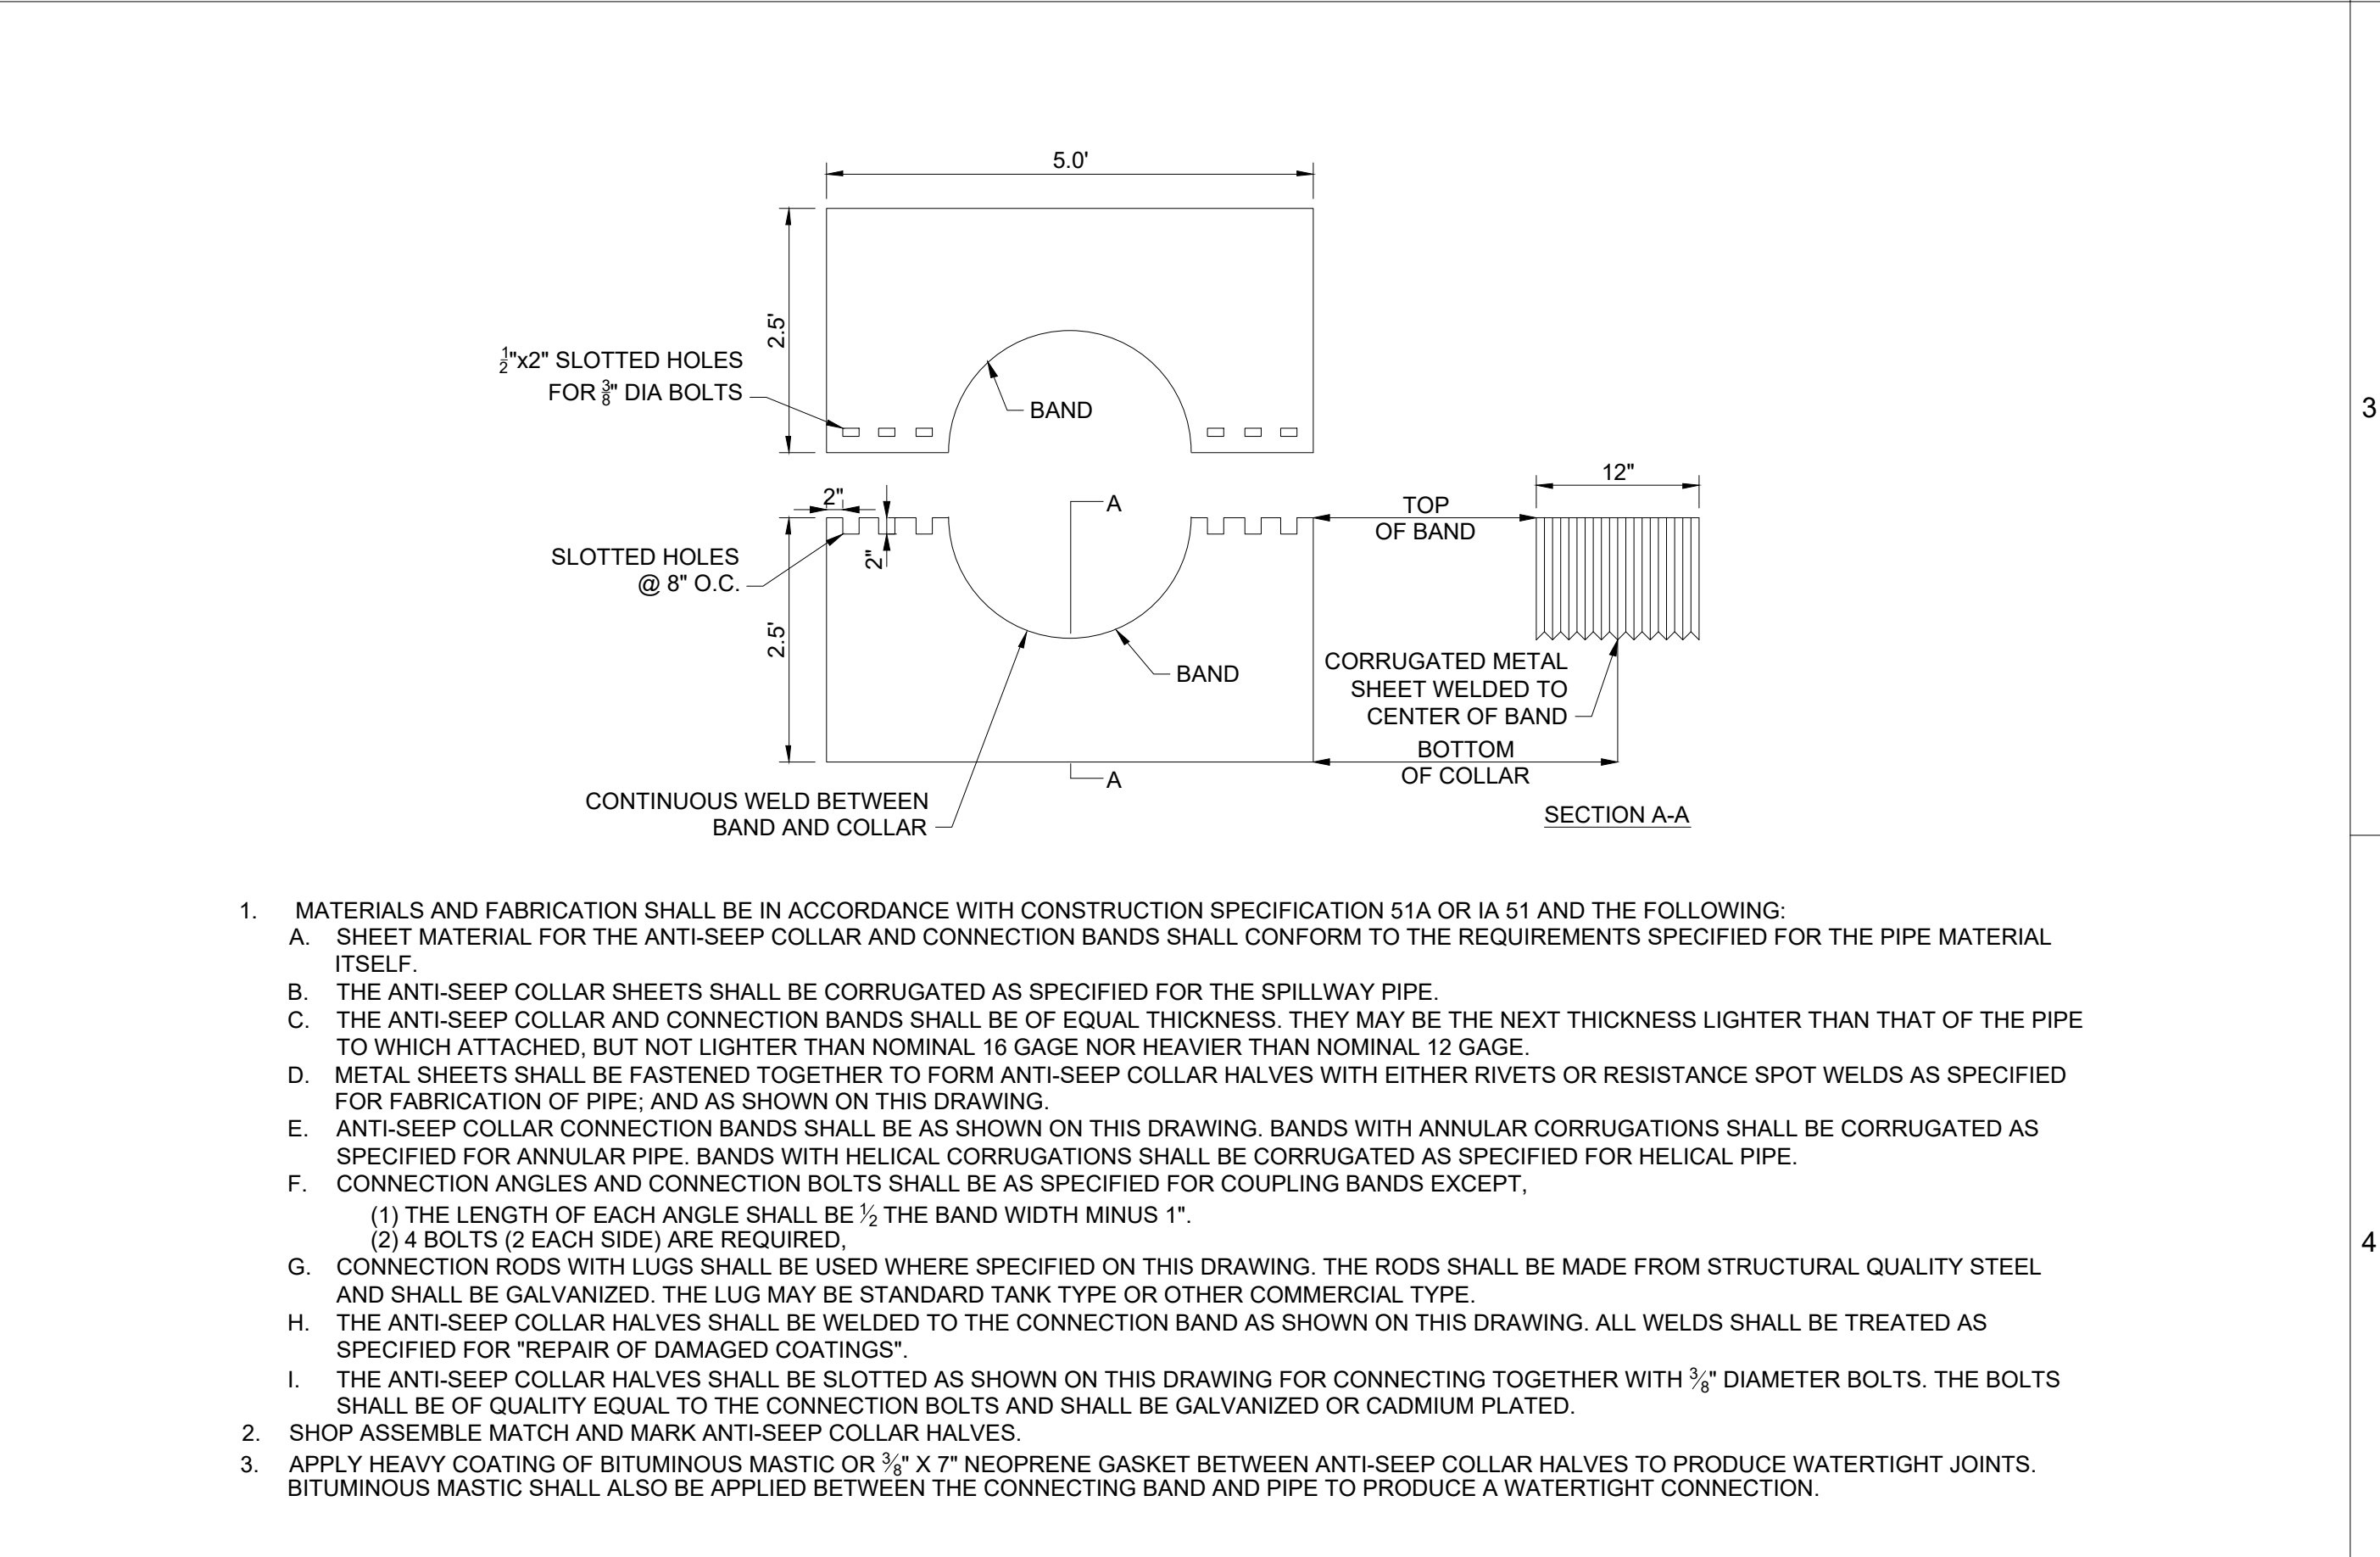 5.0'
2.5'
½"x2" SLOTTED HOLES
FOR ⅜" DIA BOLTS
BAND
3
12"
2"
A
TOP
OF BAND
SLOTTED HOLES
@ 8" O.C.
2"
2.5'
BAND
CORRUGATED METAL
SHEET WELDED TO
CENTER OF BAND
BOTTOM
OF COLLAR
A
CONTINUOUS WELD BETWEEN
BAND AND COLLAR
SECTION A-A
1. MATERIALS AND FABRICATION SHALL BE IN ACCORDANCE WITH CONSTRUCTION SPECIFICATION 51A OR IA 51 AND THE FOLLOWING:
A. SHEET MATERIAL FOR THE ANTI-SEEP COLLAR AND CONNECTION BANDS SHALL CONFORM TO THE REQUIREMENTS SPECIFIED FOR THE PIPE MATERIAL
ITSELF.
B. THE ANTI-SEEP COLLAR SHEETS SHALL BE CORRUGATED AS SPECIFIED FOR THE SPILLWAY PIPE.
C. THE ANTI-SEEP COLLAR AND CONNECTION BANDS SHALL BE OF EQUAL THICKNESS. THEY MAY BE THE NEXT THICKNESS LIGHTER THAN THAT OF THE PIPE
TO WHICH ATTACHED, BUT NOT LIGHTER THAN NOMINAL 16 GAGE NOR HEAVIER THAN NOMINAL 12 GAGE.
D. METAL SHEETS SHALL BE FASTENED TOGETHER TO FORM ANTI-SEEP COLLAR HALVES WITH EITHER RIVETS OR RESISTANCE SPOT WELDS AS SPECIFIED
FOR FABRICATION OF PIPE; AND AS SHOWN ON THIS DRAWING.
E. ANTI-SEEP COLLAR CONNECTION BANDS SHALL BE AS SHOWN ON THIS DRAWING. BANDS WITH ANNULAR CORRUGATIONS SHALL BE CORRUGATED AS
SPECIFIED FOR ANNULAR PIPE. BANDS WITH HELICAL CORRUGATIONS SHALL BE CORRUGATED AS SPECIFIED FOR HELICAL PIPE.
F. CONNECTION ANGLES AND CONNECTION BOLTS SHALL BE AS SPECIFIED FOR COUPLING BANDS EXCEPT,
(1) THE LENGTH OF EACH ANGLE SHALL BE ½ THE BAND WIDTH MINUS 1".
(2) 4 BOLTS (2 EACH SIDE) ARE REQUIRED,
4
G. CONNECTION RODS WITH LUGS SHALL BE USED WHERE SPECIFIED ON THIS DRAWING. THE RODS SHALL BE MADE FROM STRUCTURAL QUALITY STEEL
AND SHALL BE GALVANIZED. THE LUG MAY BE STANDARD TANK TYPE OR OTHER COMMERCIAL TYPE.
H. THE ANTI-SEEP COLLAR HALVES SHALL BE WELDED TO THE CONNECTION BAND AS SHOWN ON THIS DRAWING. ALL WELDS SHALL BE TREATED AS
SPECIFIED FOR "REPAIR OF DAMAGED COATINGS".
I. THE ANTI-SEEP COLLAR HALVES SHALL BE SLOTTED AS SHOWN ON THIS DRAWING FOR CONNECTING TOGETHER WITH ⅜" DIAMETER BOLTS. THE BOLTS
SHALL BE OF QUALITY EQUAL TO THE CONNECTION BOLTS AND SHALL BE GALVANIZED OR CADMIUM PLATED.
2. SHOP ASSEMBLE MATCH AND MARK ANTI-SEEP COLLAR HALVES.
3. APPLY HEAVY COATING OF BITUMINOUS MASTIC OR ⅜" X 7" NEOPRENE GASKET BETWEEN ANTI-SEEP COLLAR HALVES TO PRODUCE WATERTIGHT JOINTS.
BITUMINOUS MASTIC SHALL ALSO BE APPLIED BETWEEN THE CONNECTING BAND AND PIPE TO PRODUCE A WATERTIGHT CONNECTION.